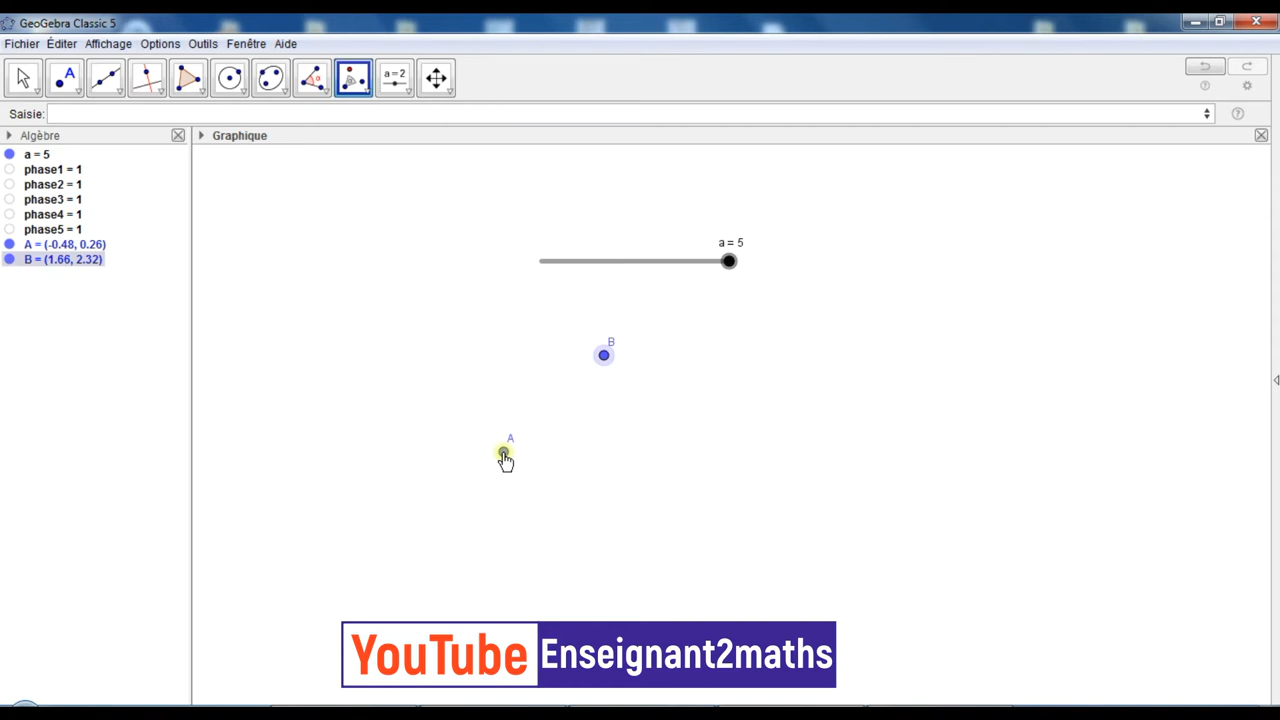 GeoGebra Classic 5
Fichier Éditer Affichage Options Outils Fenêtre Aide
A
α
a = 2
Saisie:
Algèbre
Graphique
a = 5
phase1 = 1
phase2 = 1
phase3 = 1
phase4 = 1
phase5 = 1
A = (-0.48, 0.26)
B = (1.66, 2.32)
a = 5
B
A
YouTube Enseignant2maths